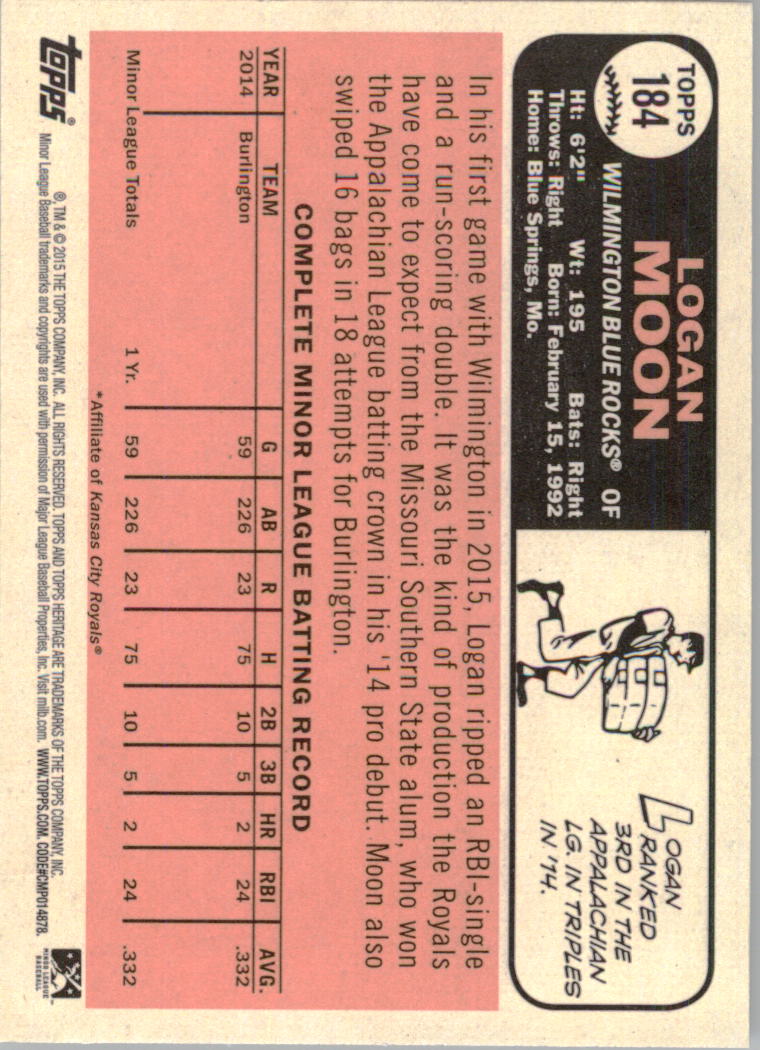 TOPPS
184
LOGAN
MOON
WILMINGTON BLUE ROCKS® OF
Ht: 6'2" Wt: 195 Bats: Right
Throws: Right Born: February 15, 1992
Home: Blue Springs, Mo.
LOGAN
RANKED
3RD IN THE
APPALACHIAN
LG. IN TRIPLES
IN '14.
In his first game with Wilmington in 2015, Logan ripped an RBI-single
and a run-scoring double. It was the kind of production the Royals
have come to expect from the Missouri Southern State alum, who won
the Appalachian League batting crown in his '14 pro debut. Moon also
swiped 16 bags in 18 attempts for Burlington.
COMPLETE MINOR LEAGUE BATTING RECORD
YEAR TEAM G AB R H 2B 3B HR RBI AVG.
2014 Burlington 59 226 23 75 10 5 2 24 .332
Minor League Totals 1 Yr. 59 226 23 75 10 5 2 24 .332
*Affiliate of Kansas City Royals®
topps®
®, TM & © 2015 THE TOPPS COMPANY, INC. ALL RIGHTS RESERVED. TOPPS AND TOPPS HERITAGE ARE TRADEMARKS OF THE TOPPS COMPANY, INC.
Minor League Baseball trademarks and copyrights are used with permission of Major League Baseball Properties, Inc. Visit milb.com. WWW.TOPPS.COM. CODE#CMP014878.
MINOR LEAGUE
BASEBALL